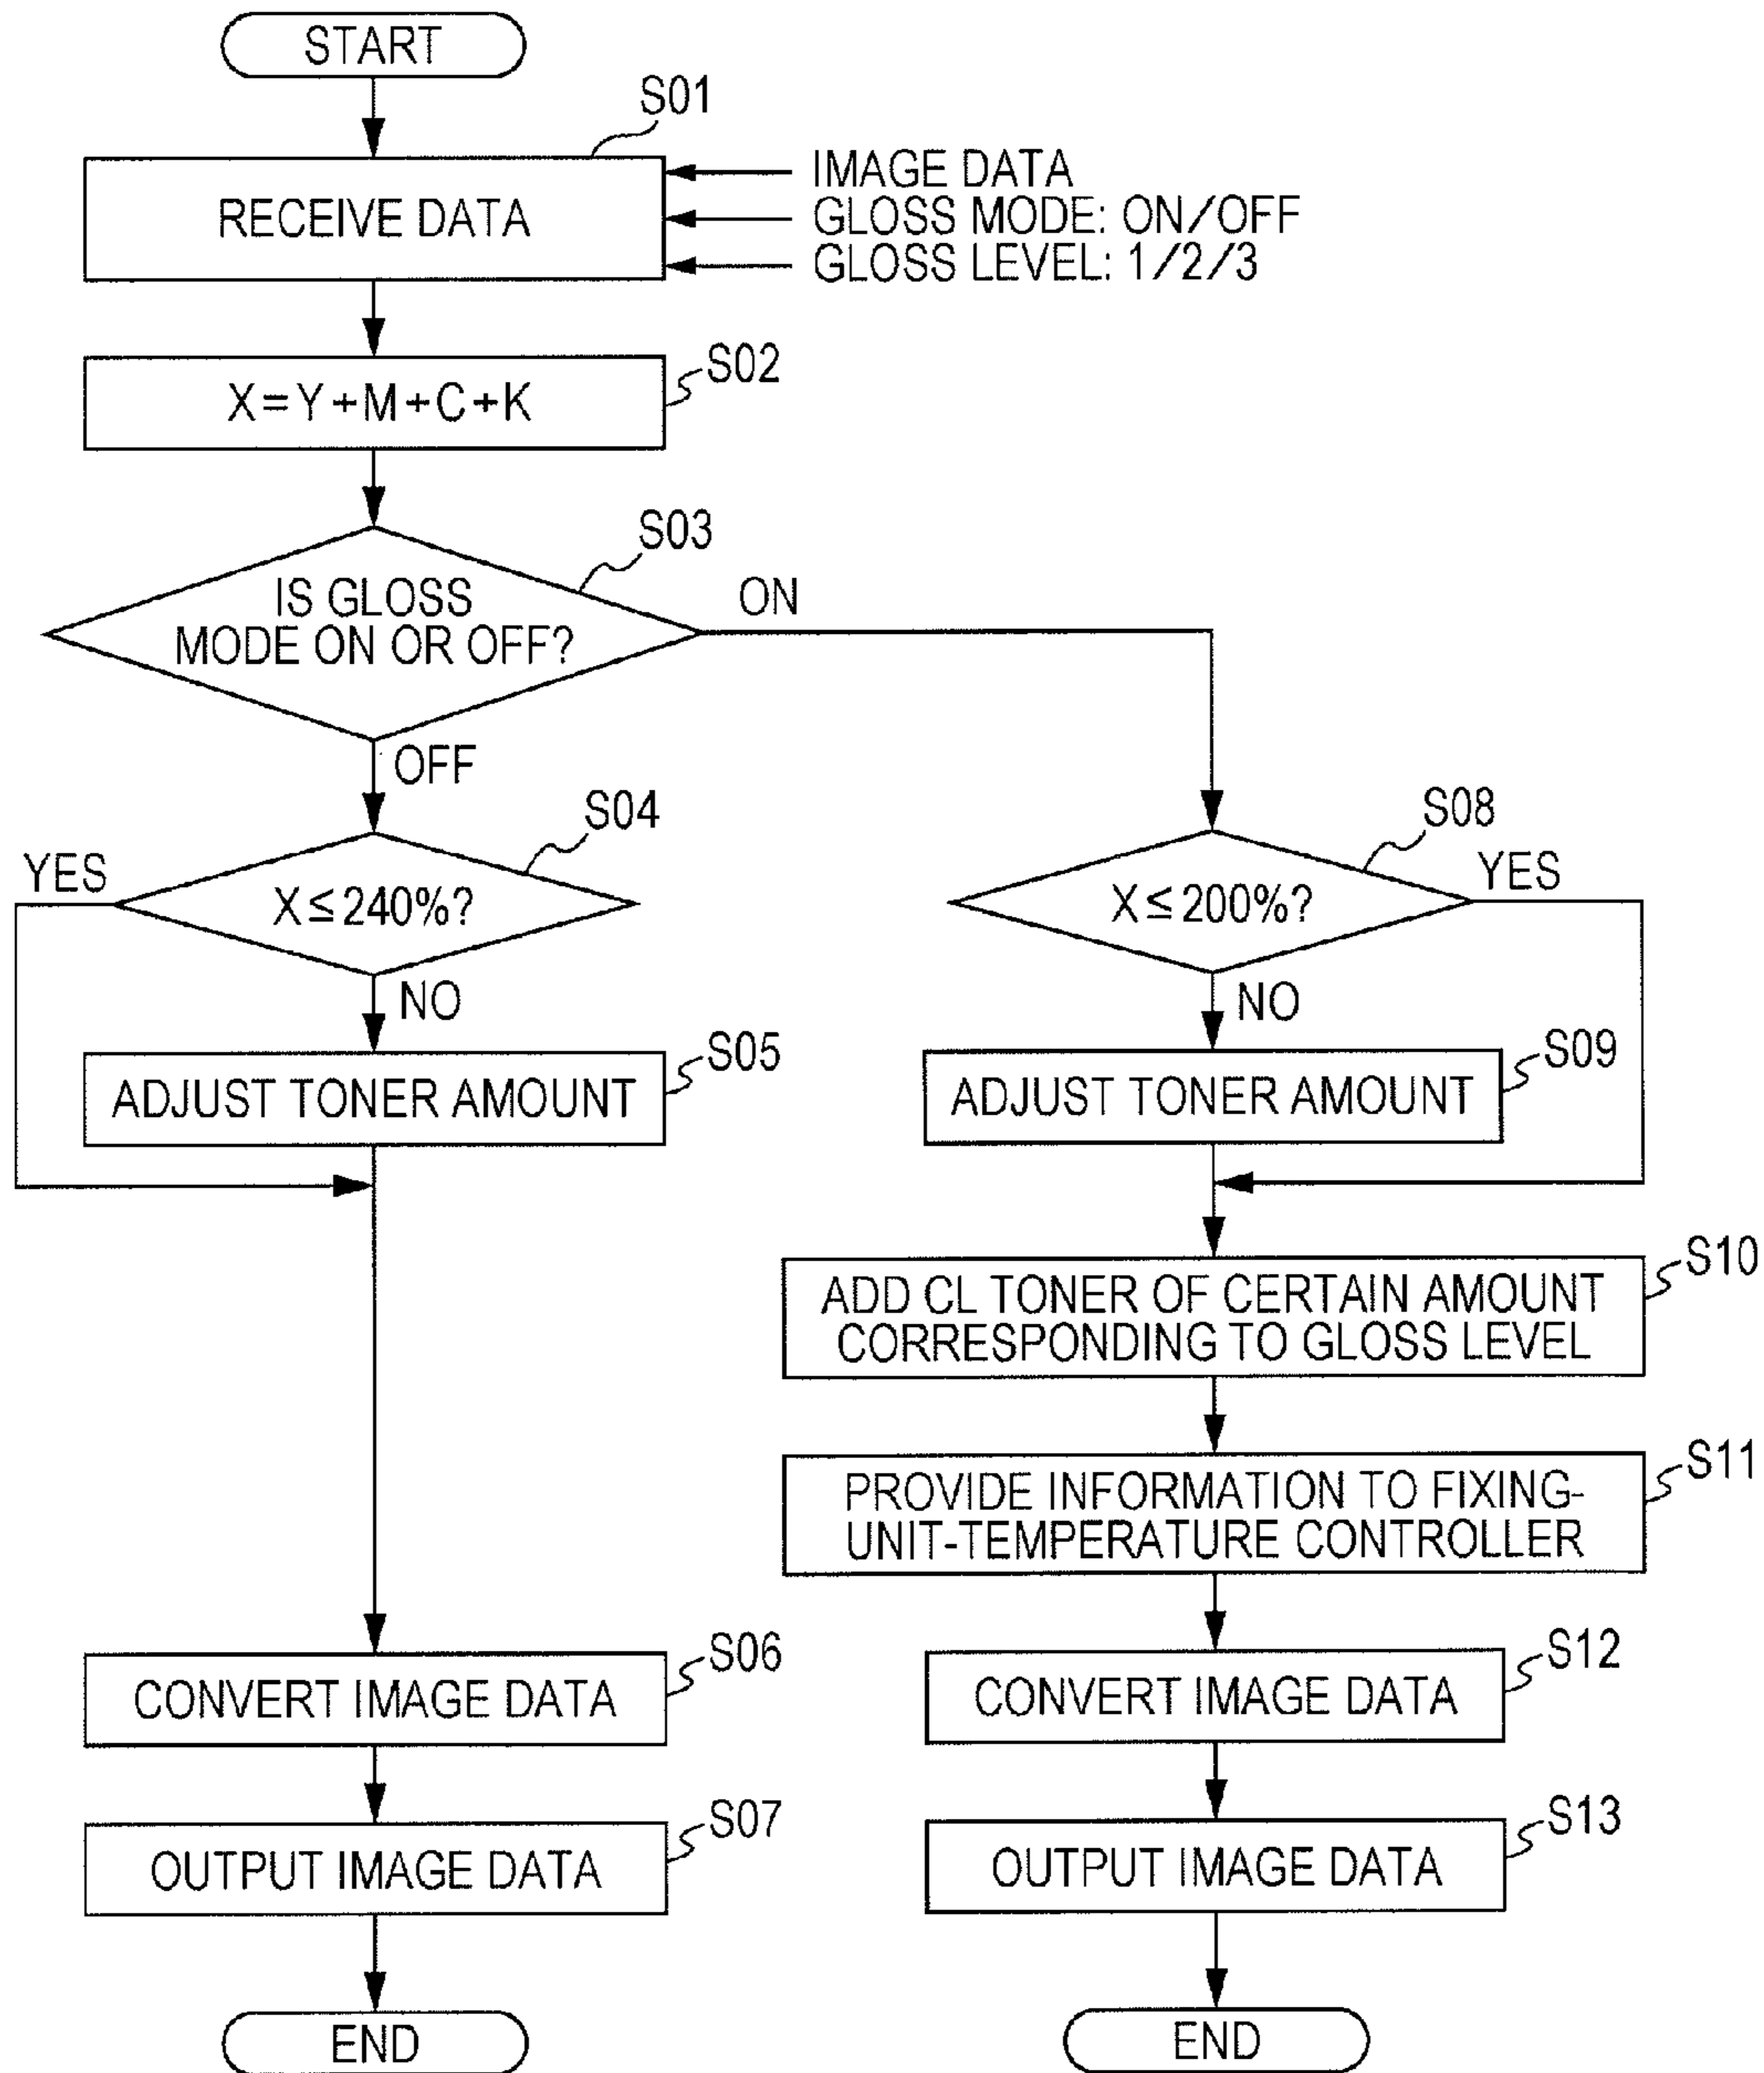 START
S01
RECEIVE DATA
IMAGE DATA
GLOSS MODE: ON/OFF
GLOSS LEVEL: 1/2/3
S02
X=Y+M+C+K
S03
IS GLOSS
MODE ON OR OFF?
ON
OFF
S04
YES
X≦240%?
NO
S05
ADJUST TONER AMOUNT
S06
CONVERT IMAGE DATA
S07
OUTPUT IMAGE DATA
END
S08
YES
X≦200%?
NO
S09
ADJUST TONER AMOUNT
S10
ADD CL TONER OF CERTAIN AMOUNT
CORRESPONDING TO GLOSS LEVEL
S11
PROVIDE INFORMATION TO FIXING-
UNIT-TEMPERATURE CONTROLLER
S12
CONVERT IMAGE DATA
S13
OUTPUT IMAGE DATA
END